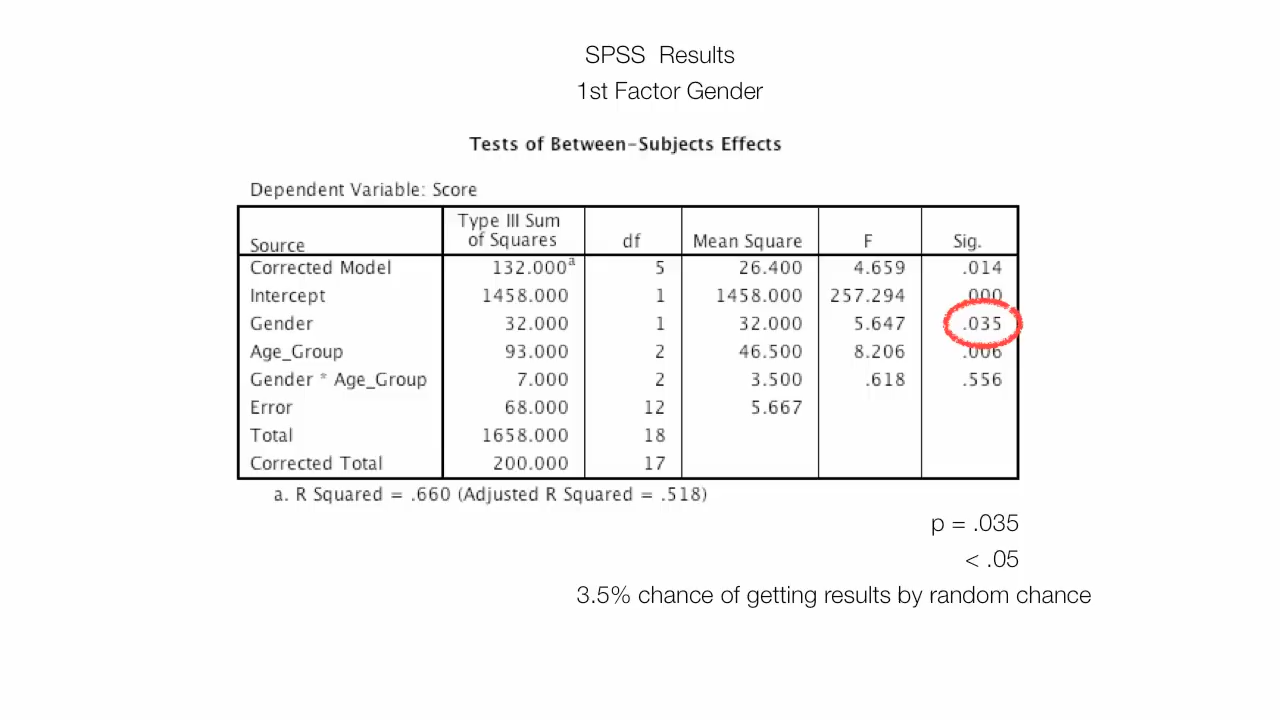 SPSS Results
1st Factor Gender
Tests of Between-Subjects Effects
Dependent Variable: Score
Source Type III Sum of Squares df Mean Square F Sig.
Corrected Model 132.000a 5 26.400 4.659 .014
Intercept 1458.000 1 1458.000 257.294 .000
Gender 32.000 1 32.000 5.647 .035
Age_Group 93.000 2 46.500 8.206 .006
Gender * Age_Group 7.000 2 3.500 .618 .556
Error 68.000 12 5.667
Total 1658.000 18
Corrected Total 200.000 17
a. R Squared = .660 (Adjusted R Squared = .518)
p = .035
< .05
3.5% chance of getting results by random chance